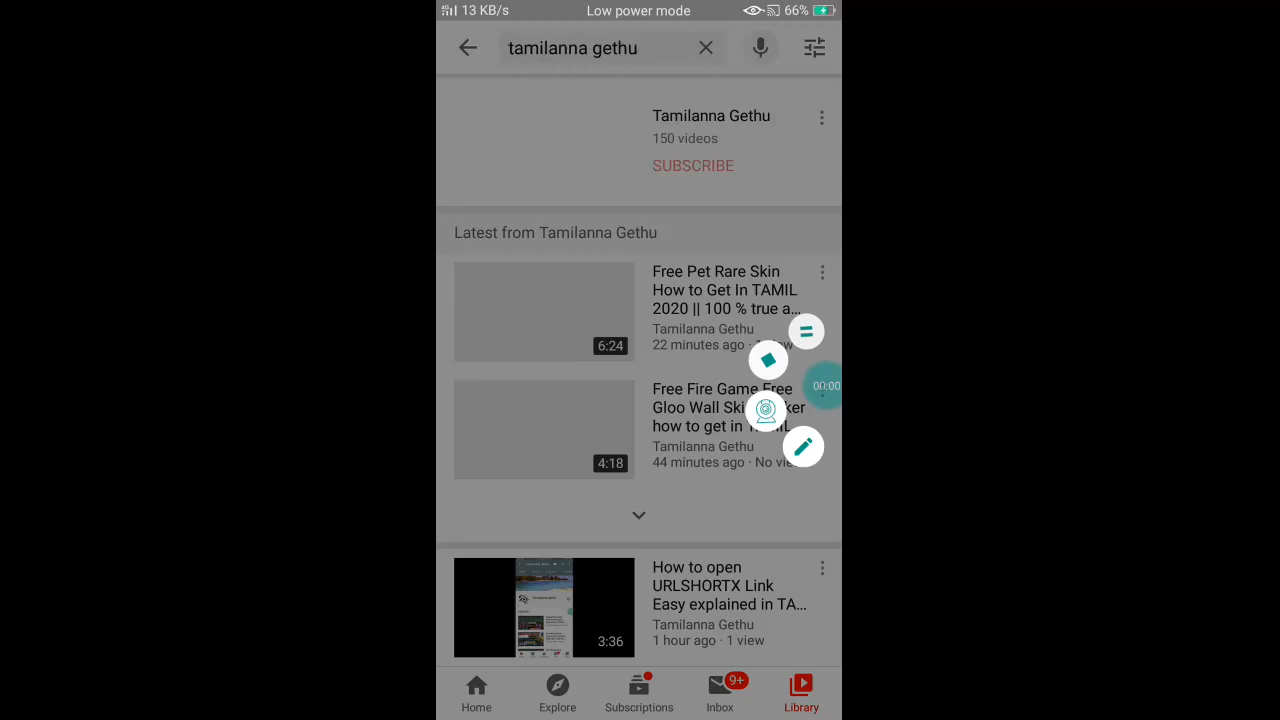 13 KB/s Low power mode 66%
tamilanna gethu
Tamilanna Gethu
150 videos
SUBSCRIBE
Latest from Tamilanna Gethu
Free Pet Rare Skin
How to Get In TAMIL
2020 || 100 % true a...
6:24
Tamilanna Gethu
22 minutes ago
00:00
Free Fire Game Free
Gloo Wall
how to get in TAMIL
Tamilanna Gethu
4:18
44 minutes ago · No
How to open
URLSHORTX Link
Easy explained in TA...
Tamilanna Gethu
3:36
1 hour ago · 1 view
9+
Home Explore Subscriptions Inbox Library